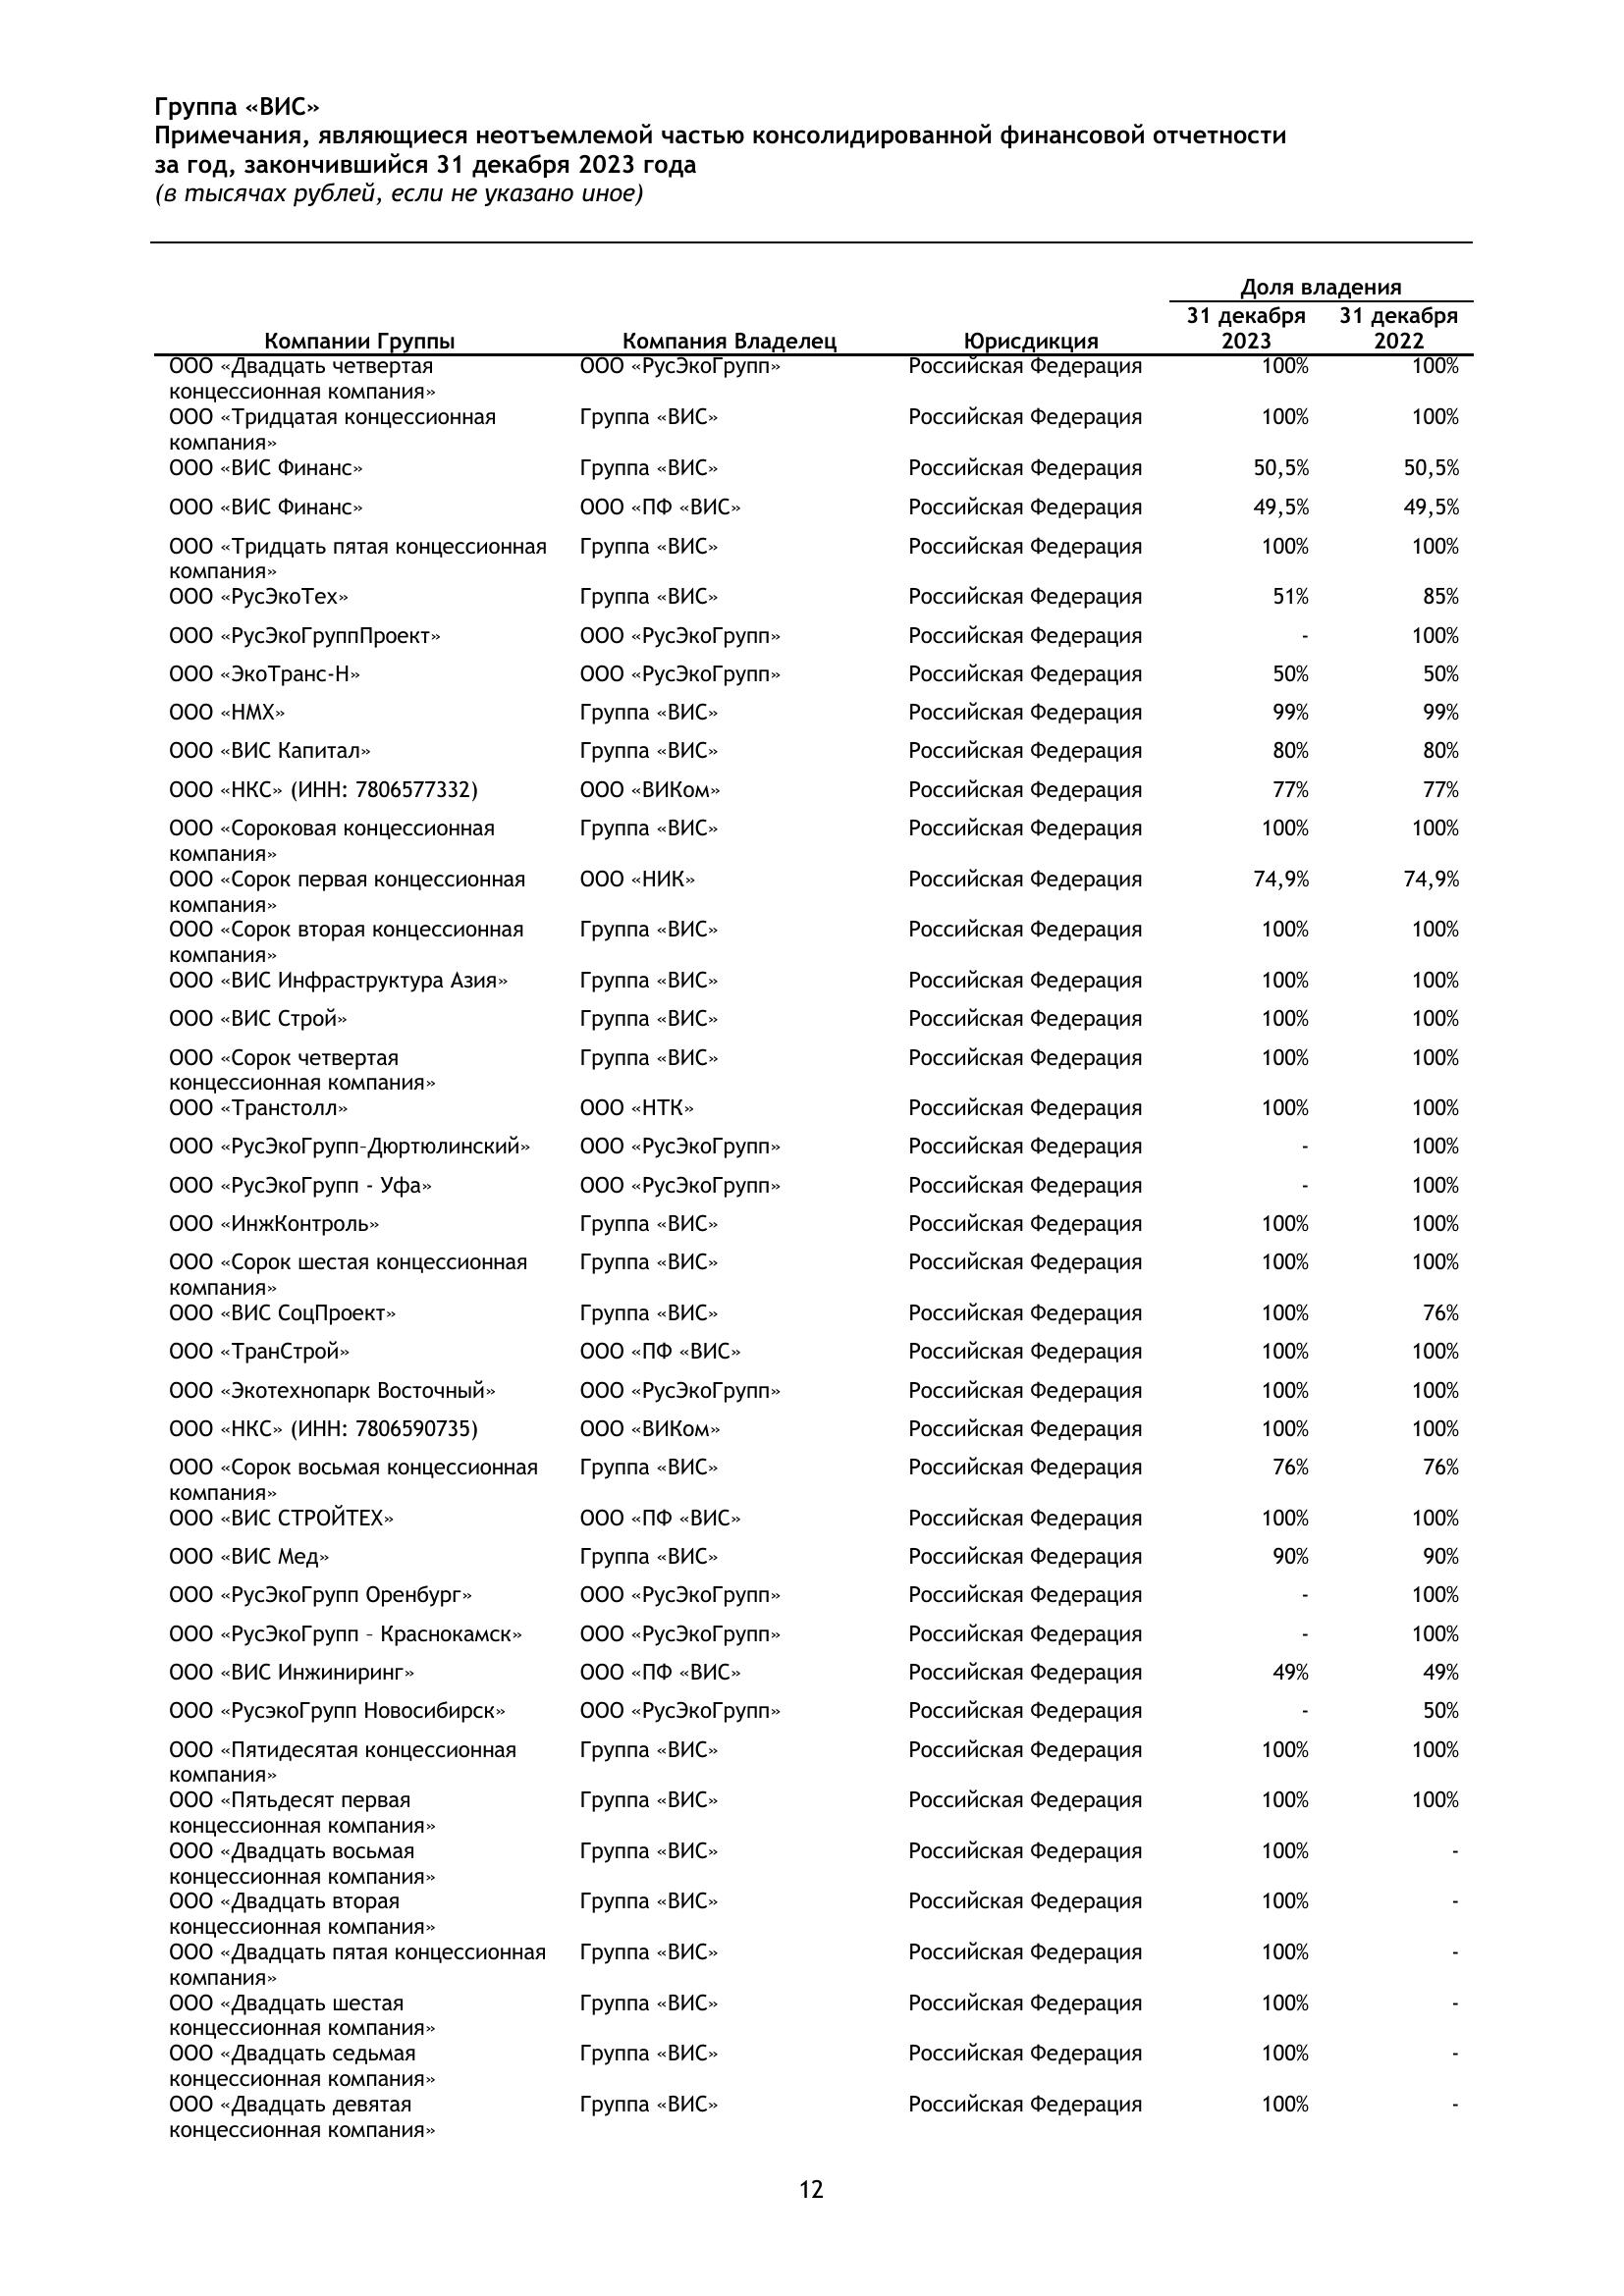 Группа «ВИС»
Примечания, являющиеся неотъемлемой частью консолидированной финансовой отчетности
за год, закончившийся 31 декабря 2023 года
(в тысячах рублей, если не указано иное)
Доля владения
31 декабря 31 декабря
Компании Группы Компания Владелец Юрисдикция 2023 2022
ООО «Двадцать четвертая ООО «РусЭкоГрупп» Российская Федерация 100% 100%
концессионная компания»
ООО «Тридцатая концессионная Группа «ВИС» Российская Федерация 100% 100%
компания»
ООО «ВИС Финанс» Группа «ВИС» Российская Федерация 50,5% 50,5%
ООО «ВИС Финанс» ООО «ПФ «ВИС» Российская Федерация 49,5% 49,5%
ООО «Тридцать пятая концессионная Группа «ВИС» Российская Федерация 100% 100%
компания»
ООО «РусЭкоТех» Группа «ВИС» Российская Федерация 51% 85%
ООО «РусЭкоГруппПроект» ООО «РусЭкоГрупп» Российская Федерация - 100%
ООО «ЭкоТранс-Н» ООО «РусЭкоГрупп» Российская Федерация 50% 50%
ООО «НМХ» Группа «ВИС» Российская Федерация 99% 99%
ООО «ВИС Капитал» Группа «ВИС» Российская Федерация 80% 80%
ООО «НКС» (ИНН: 7806577332) ООО «ВИКом» Российская Федерация 77% 77%
ООО «Сороковая концессионная Группа «ВИС» Российская Федерация 100% 100%
компания»
ООО «Сорок первая концессионная ООО «НИК» Российская Федерация 74,9% 74,9%
компания»
ООО «Сорок вторая концессионная Группа «ВИС» Российская Федерация 100% 100%
компания»
ООО «ВИС Инфраструктура Азия» Группа «ВИС» Российская Федерация 100% 100%
ООО «ВИС Строй» Группа «ВИС» Российская Федерация 100% 100%
ООО «Сорок четвертая Группа «ВИС» Российская Федерация 100% 100%
концессионная компания»
ООО «Транстолл» ООО «НТК» Российская Федерация 100% 100%
ООО «РусЭкоГрупп–Дюртюлинский» ООО «РусЭкоГрупп» Российская Федерация - 100%
ООО «РусЭкоГрупп - Уфа» ООО «РусЭкоГрупп» Российская Федерация - 100%
ООО «ИнжКонтроль» Группа «ВИС» Российская Федерация 100% 100%
ООО «Сорок шестая концессионная Группа «ВИС» Российская Федерация 100% 100%
компания»
ООО «ВИС СоцПроект» Группа «ВИС» Российская Федерация 100% 76%
ООО «ТранСтрой» ООО «ПФ «ВИС» Российская Федерация 100% 100%
ООО «Экотехнопарк Восточный» ООО «РусЭкоГрупп» Российская Федерация 100% 100%
ООО «НКС» (ИНН: 7806590735) ООО «ВИКом» Российская Федерация 100% 100%
ООО «Сорок восьмая концессионная Группа «ВИС» Российская Федерация 76% 76%
компания»
ООО «ВИС СТРОЙТЕХ» ООО «ПФ «ВИС» Российская Федерация 100% 100%
ООО «ВИС Мед» Группа «ВИС» Российская Федерация 90% 90%
ООО «РусЭкоГрупп Оренбург» ООО «РусЭкоГрупп» Российская Федерация - 100%
ООО «РусЭкоГрупп – Краснокамск» ООО «РусЭкоГрупп» Российская Федерация - 100%
ООО «ВИС Инжиниринг» ООО «ПФ «ВИС» Российская Федерация 49% 49%
ООО «РусэкоГрупп Новосибирск» ООО «РусЭкоГрупп» Российская Федерация - 50%
ООО «Пятидесятая концессионная Группа «ВИС» Российская Федерация 100% 100%
компания»
ООО «Пятьдесят первая Группа «ВИС» Российская Федерация 100% 100%
концессионная компания»
ООО «Двадцать восьмая Группа «ВИС» Российская Федерация 100% -
концессионная компания»
ООО «Двадцать вторая Группа «ВИС» Российская Федерация 100% -
концессионная компания»
ООО «Двадцать пятая концессионная Группа «ВИС» Российская Федерация 100% -
компания»
ООО «Двадцать шестая Группа «ВИС» Российская Федерация 100% -
концессионная компания»
ООО «Двадцать седьмая Группа «ВИС» Российская Федерация 100% -
концессионная компания»
ООО «Двадцать девятая Группа «ВИС» Российская Федерация 100% -
концессионная компания»
12